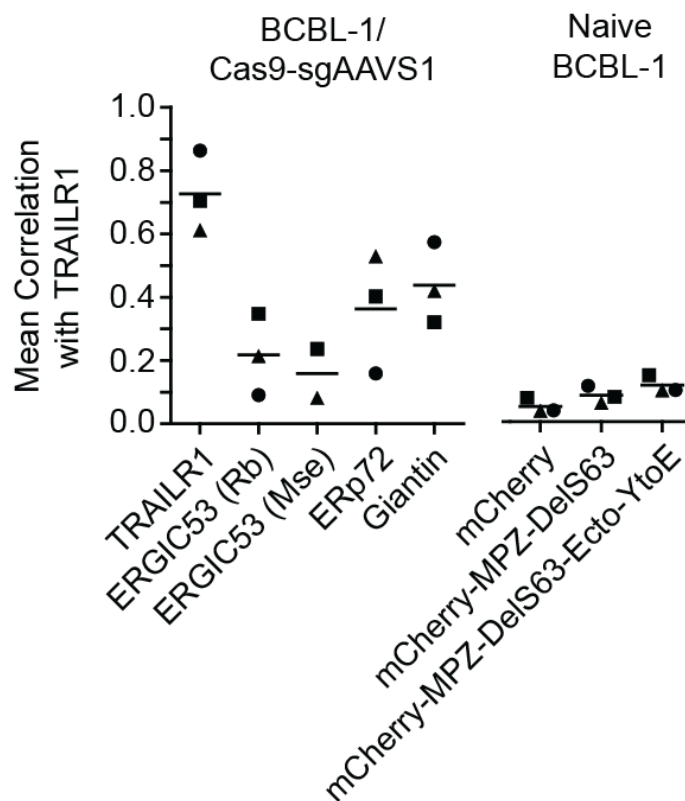 BCBL-1/
Cas9-sgAAVS1
Naive
BCBL-1
Mean Correlation
with TRAILR1
1.0
0.8
0.6
0.4
0.2
0.0
TRAILR1
ERGIC53 (Rb)
ERGIC53 (Mse)
ERp72
Giantin
mCherry
mCherry-MPZ-DelS63
mCherry-MPZ-DelS63-Ecto-YtoE